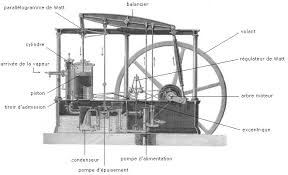 parallélogramme de Watt
balancier
cylindre
volant
arrivée de la vapeur
régulateur de Watt
piston
tiroir d'admission
arbre moteur
excentrique
condenseur
pompe d'alimentation
pompe d'épuisement